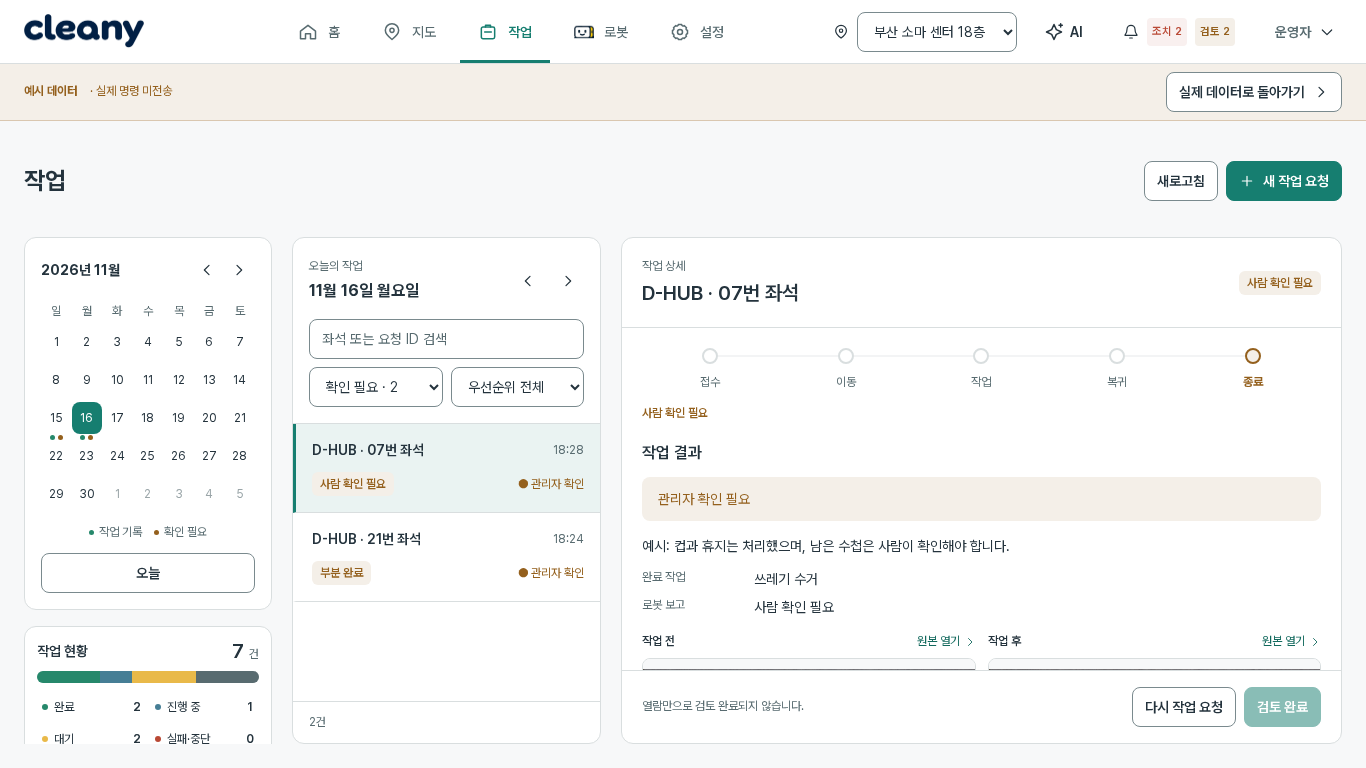 cleany
홈
지도
작업
로봇
설정
부산 소마 센터 18층
AI
조치 2
검토 2
운영자
예시 데이터 · 실제 명령 미전송
실제 데이터로 돌아가기
작업
새로고침
새 작업 요청
2026년 11월
일 월 화 수 목 금 토
1 2 3 4 5 6 7
8 9 10 11 12 13 14
15 16 17 18 19 20 21
22 23 24 25 26 27 28
29 30 1 2 3 4 5
작업 기록 확인 필요
오늘
작업 현황 7 건
완료 2 진행 중 1
대기 2 실패·중단 0
오늘의 작업
11월 16일 월요일
좌석 또는 요청 ID 검색
확인 필요 · 2
우선순위 전체
D-HUB · 07번 좌석 18:28
사람 확인 필요 관리자 확인
D-HUB · 21번 좌석 18:24
부분 완료 관리자 확인
2건
작업 상세
D-HUB · 07번 좌석
사람 확인 필요
접수 이동 작업 복귀 종료
사람 확인 필요
작업 결과
관리자 확인 필요
예시: 컵과 휴지는 처리했으며, 남은 수첩은 사람이 확인해야 합니다.
완료 작업 쓰레기 수거
로봇 보고 사람 확인 필요
작업 전 원본 열기 작업 후 원본 열기
열람만으로 검토 완료되지 않습니다.
다시 작업 요청
검토 완료